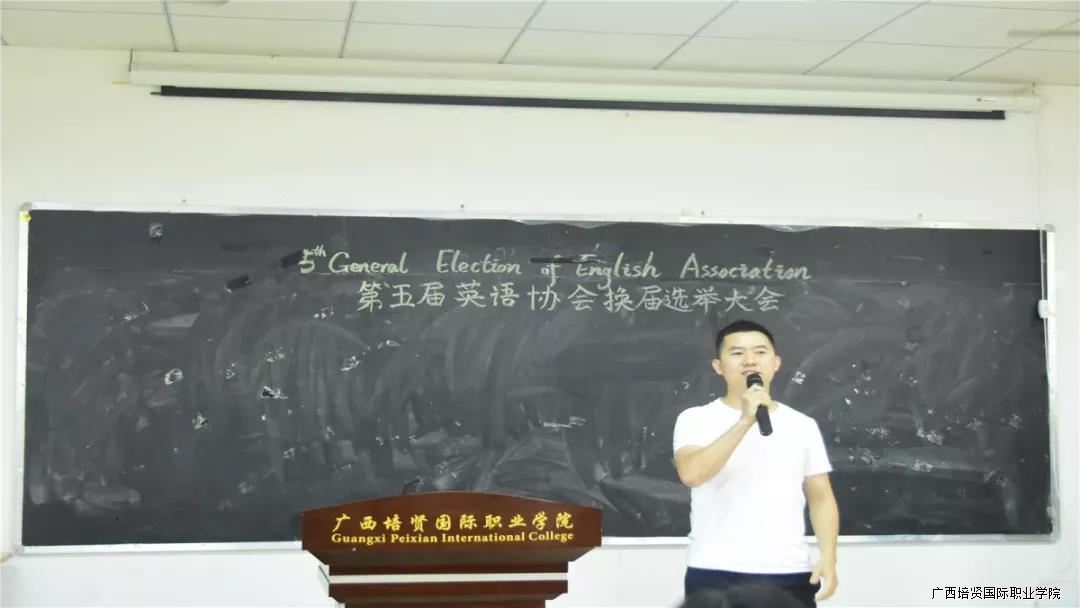 5th General Election of English Association
第五届英语协会换届选举大会
广西培贤国际职业学院
Guangxi Peixian International College
广西培贤国际职业学院